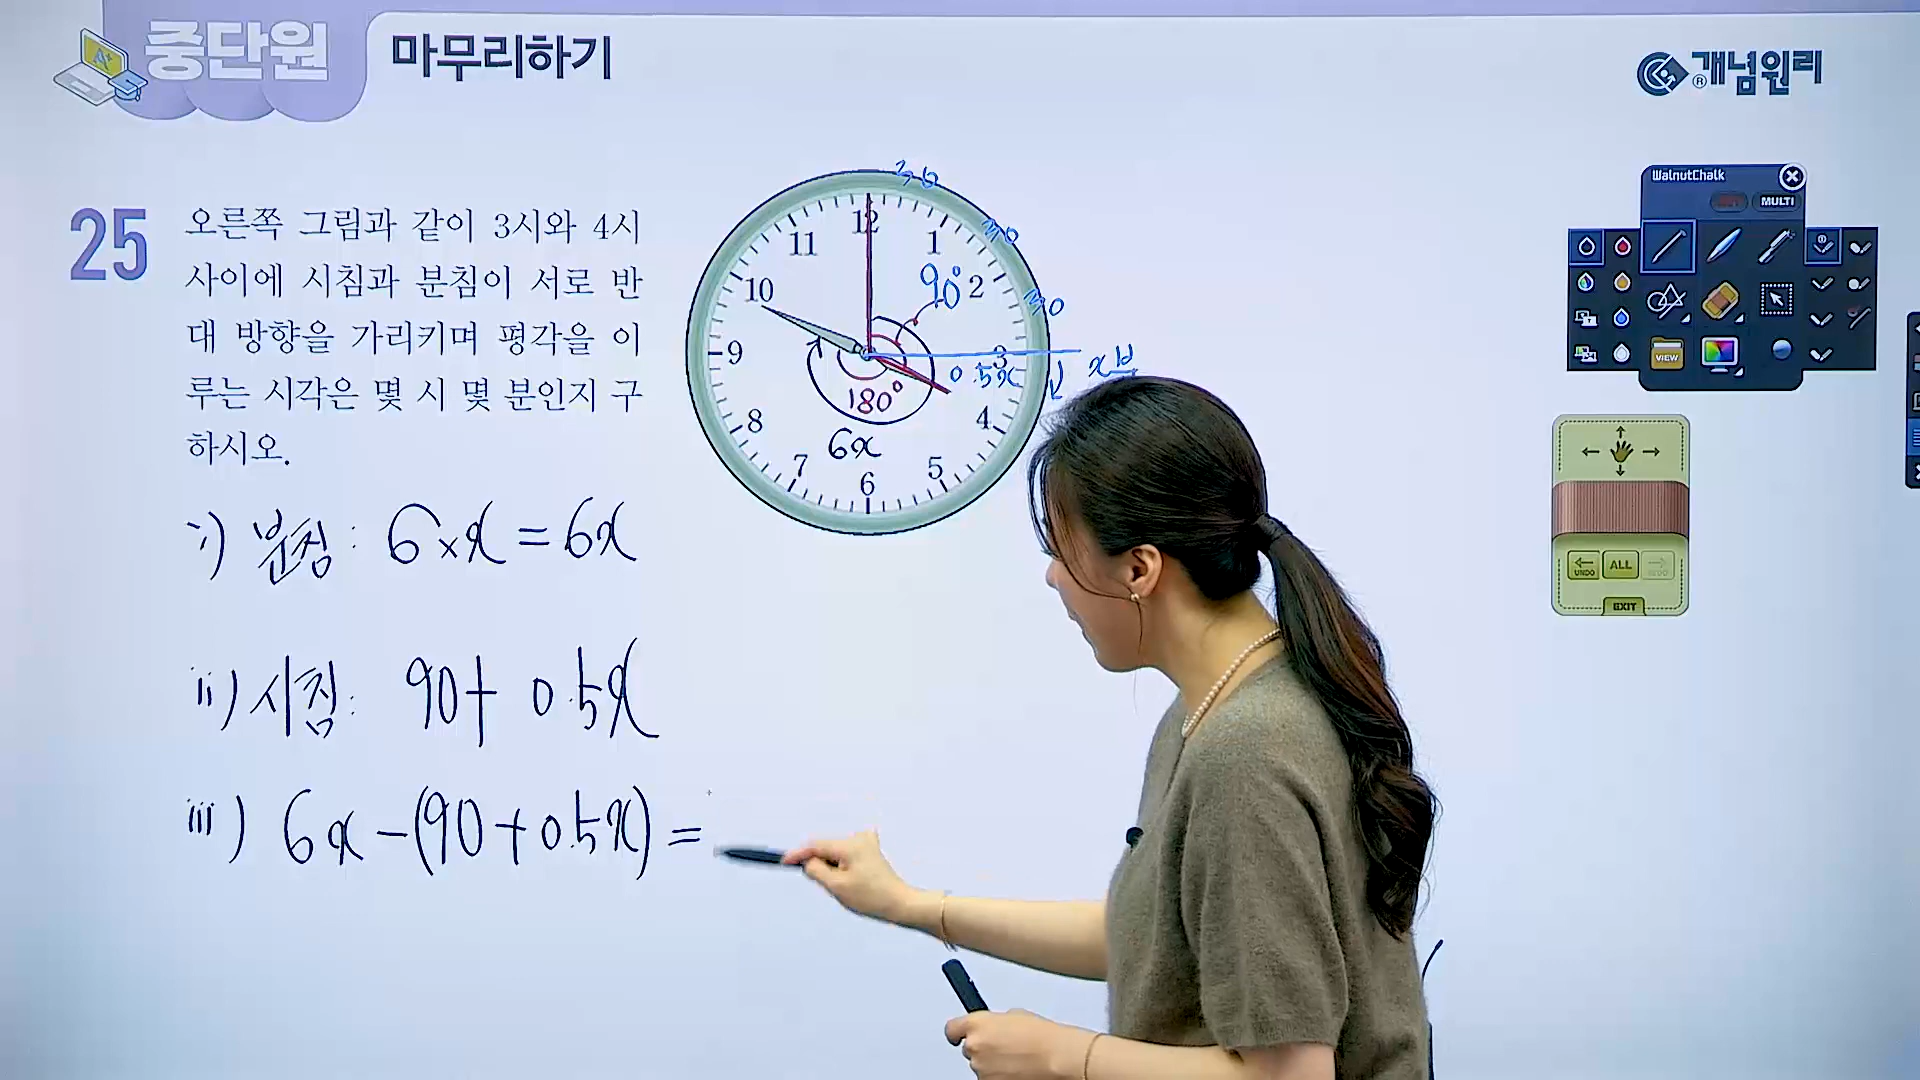 중단원 마무리하기
개념원리
®
A+
25
오른쪽 그림과 같이 3시와 4시
사이에 시침과 분침이 서로 반
대 방향을 가리키며 평각을 이
루는 시각은 몇 시 몇 분인지 구
하시오.
30
30
30
12
11
1
10
90°
2
9
3
0.5x
x분
180°
8
4
6x
7
5
6
i) 분침: 6×x=6x
ii) 시침: 90+0.5x
iii) 6x-(90+0.5x)=
WalnutChalk
MULTI
VIEW
UNDO
ALL
REDO
EXIT